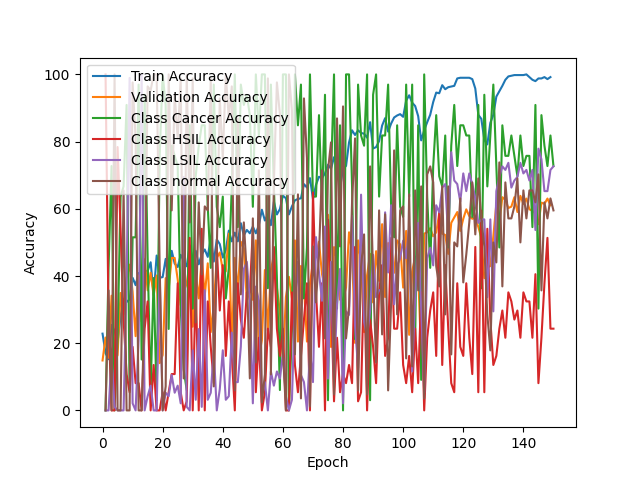 Train Accuracy
Validation Accuracy
Class Cancer Accuracy
Class HSIL Accuracy
Class LSIL Accuracy
Class normal Accuracy
Accuracy
100
80
60
40
20
0
0 20 40 60 80 100 120 140
Epoch